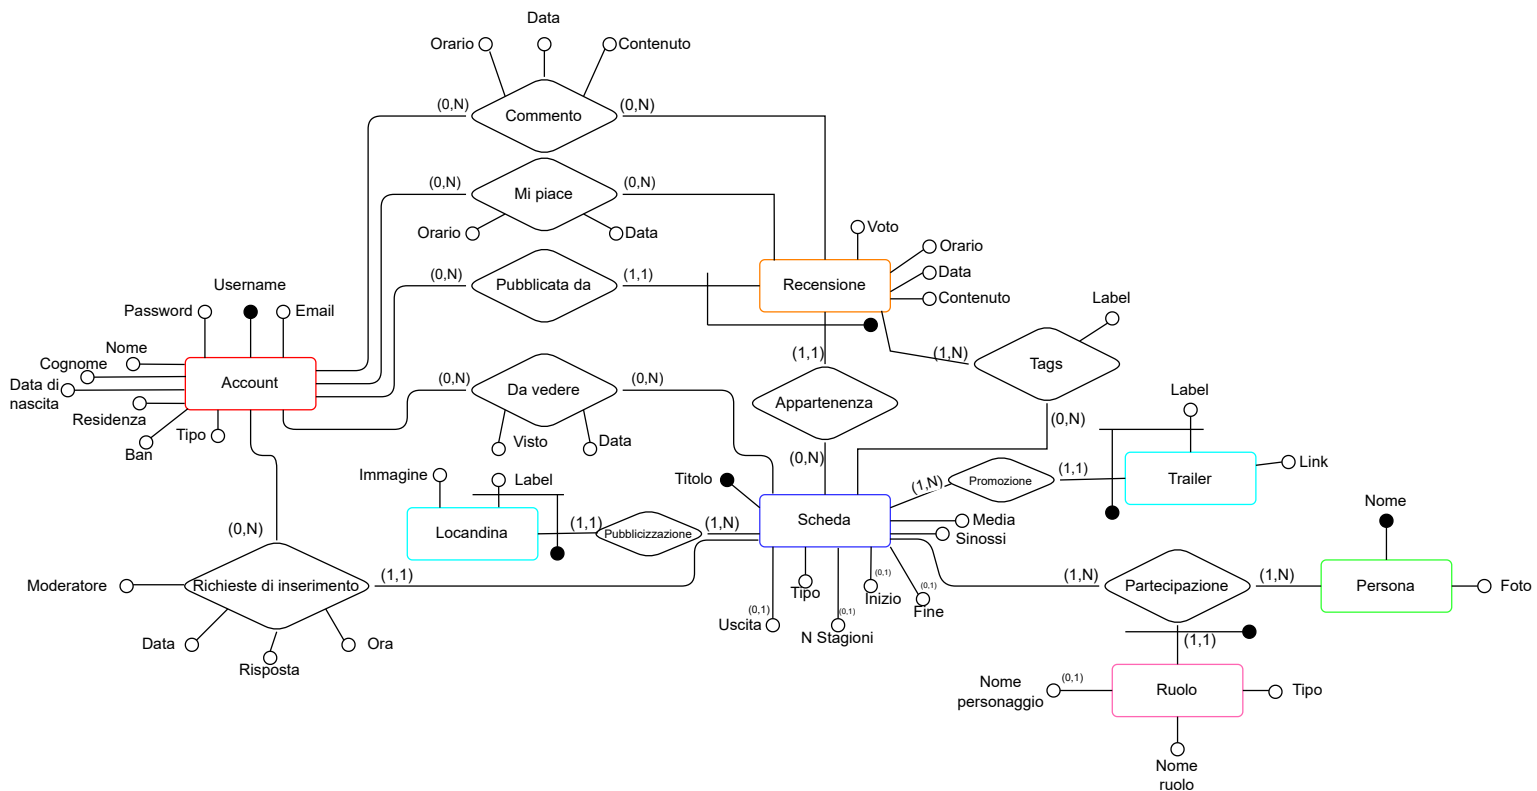 Data
Orario
Contenuto
(0,N)
Commento
(0,N)
(0,N)
Mi piace
(0,N)
Orario
Data
Voto
Orario
Data
Contenuto
(0,N)
Pubblicata da
(1,1)
Recensione
Username
Password
Email
Nome
Cognome
Data di
nascita
Account
Residenza
Ban
Tipo
Label
(1,1)
(1,N)
Tags
(0,N)
Da vedere
(0,N)
Appartenenza
Label
(0,N)
Visto
Data
(0,N)
Immagine
Label
Titolo
(1,N)
Promozione
(1,1)
Trailer
Link
Locandina
(1,1)
Pubblicizzazione
(1,N)
Scheda
Media
Sinossi
Nome
(0,N)
Moderatore
Richieste di inserimento
(1,1)
Data
Risposta
Ora
Tipo
(0,1)
Inizio
(0,1)
Fine
(0,1)
Uscita
(0,1)
N Stagioni
(1,N)
Partecipazione
(1,N)
Persona
Foto
(1,1)
Nome
personaggio
(0,1)
Ruolo
Tipo
Nome
ruolo